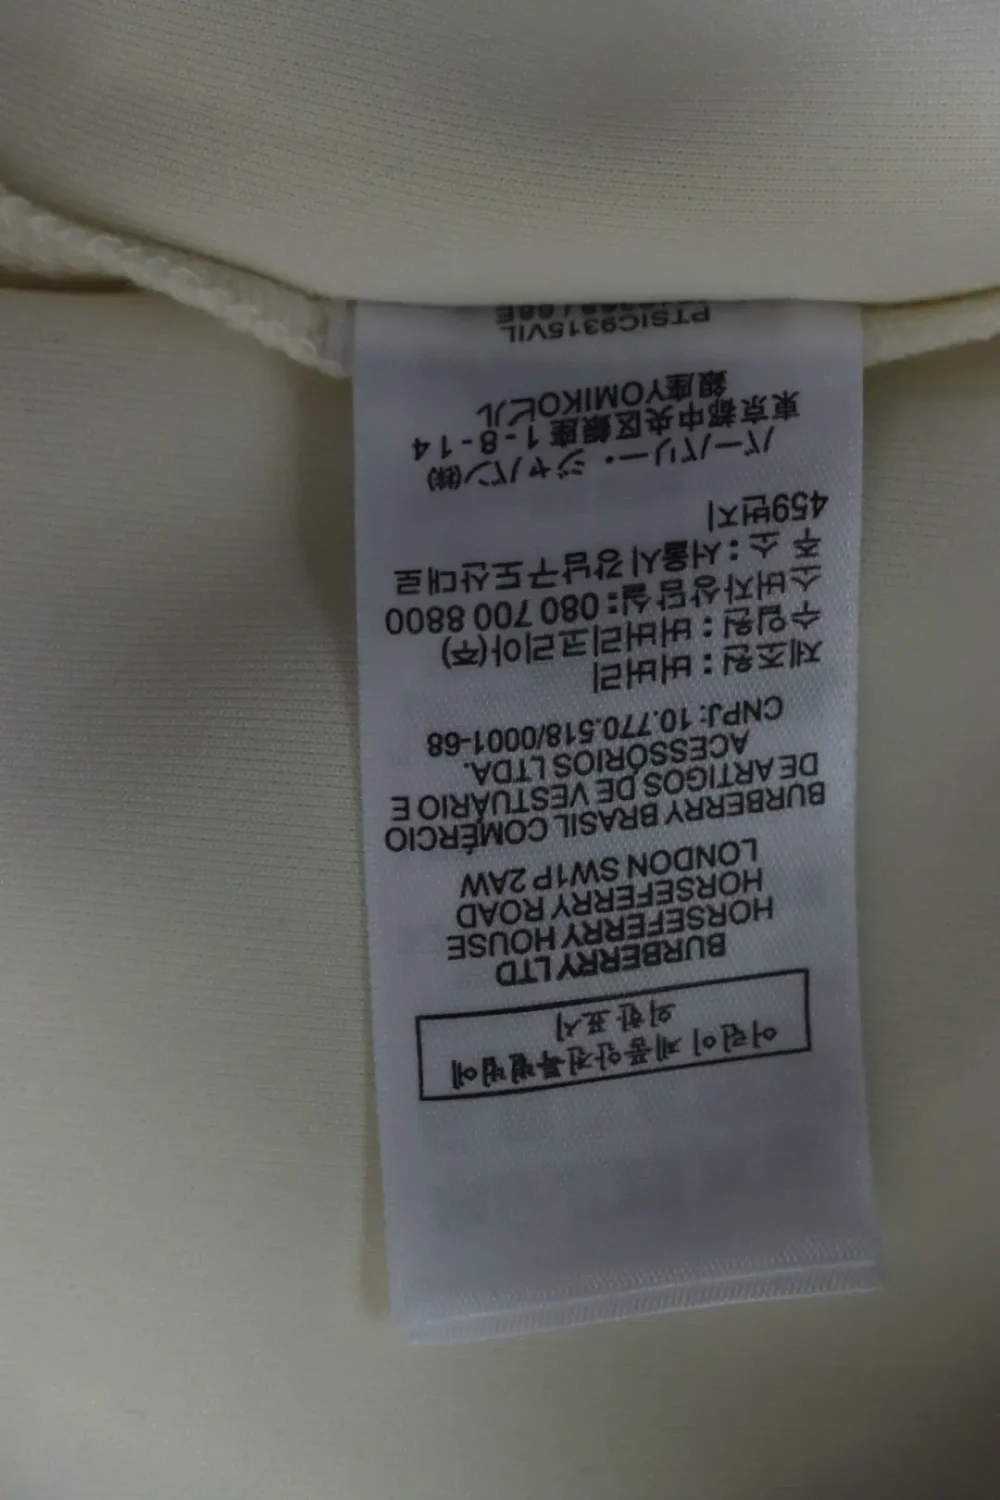 어린이제품안전특별법에
의한 표시
BURBERRY LTD
HORSEFERRY HOUSE
HORSEFERRY ROAD
LONDON SW1P 2AW
BURBERRY BRASIL COMÉRCIO
DE ARTIGOS DE VESTUÁRIO E
ACESSÓRIOS LTDA.
CNPJ: 10.770.518/0001-68
제조원 : 버버리
수입원 : 버버리코리아(주)
소버자상담실: 080 700 8800
주 소 : 서울시강남구도산대로
459번지
バーバリー・ジャパン㈱
東京都中央区銀座 1 - 8 - 14
銀座YOMIKOビル
PTSIC9315VIL